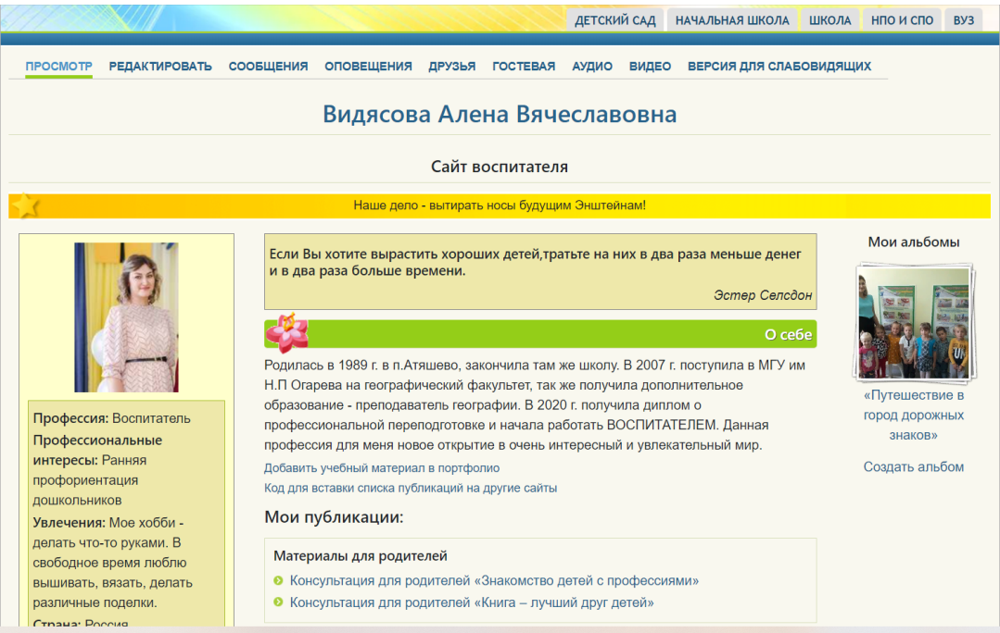 ДЕТСКИЙ САД НАЧАЛЬНАЯ ШКОЛА ШКОЛА НПО И СПО ВУЗ
ПРОСМОТР РЕДАКТИРОВАТЬ СООБЩЕНИЯ ОПОВЕЩЕНИЯ ДРУЗЬЯ ГОСТЕВАЯ АУДИО ВИДЕО ВЕРСИЯ ДЛЯ СЛАБОВИДЯЩИХ
Видясова Алена Вячеславовна
Сайт воспитателя
Наше дело - вытирать носы будущим Энштейнам!
Профессия: Воспитатель
Профессиональные
интересы: Ранняя
профориентация
дошкольников
Увлечения: Мое хобби -
делать что-то руками. В
свободное время люблю
вышивать, вязать, делать
различные поделки.
Страна: Россия
Если Вы хотите вырастить хороших детей,тратьте на них в два раза меньше денег
и в два раза больше времени.
Эстер Селсдон
О себе
Родилась в 1989 г. в п.Атяшево, закончила там же школу. В 2007 г. поступила в МГУ им
Н.П Огарева на географический факультет, так же получила дополнительное
образование - преподаватель географии. В 2020 г. получила диплом о
профессиональной переподготовке и начала работать ВОСПИТАТЕЛЕМ. Данная
профессия для меня новое открытие в очень интересный и увлекательный мир.
Добавить учебный материал в портфолио
Код для вставки списка публикаций на другие сайты
Мои публикации:
Материалы для родителей
Консультация для родителей «Знакомство детей с профессиями»
Консультация для родителей «Книга – лучший друг детей»
Мои альбомы
«Путешествие в
город дорожных
знаков»
Создать альбом